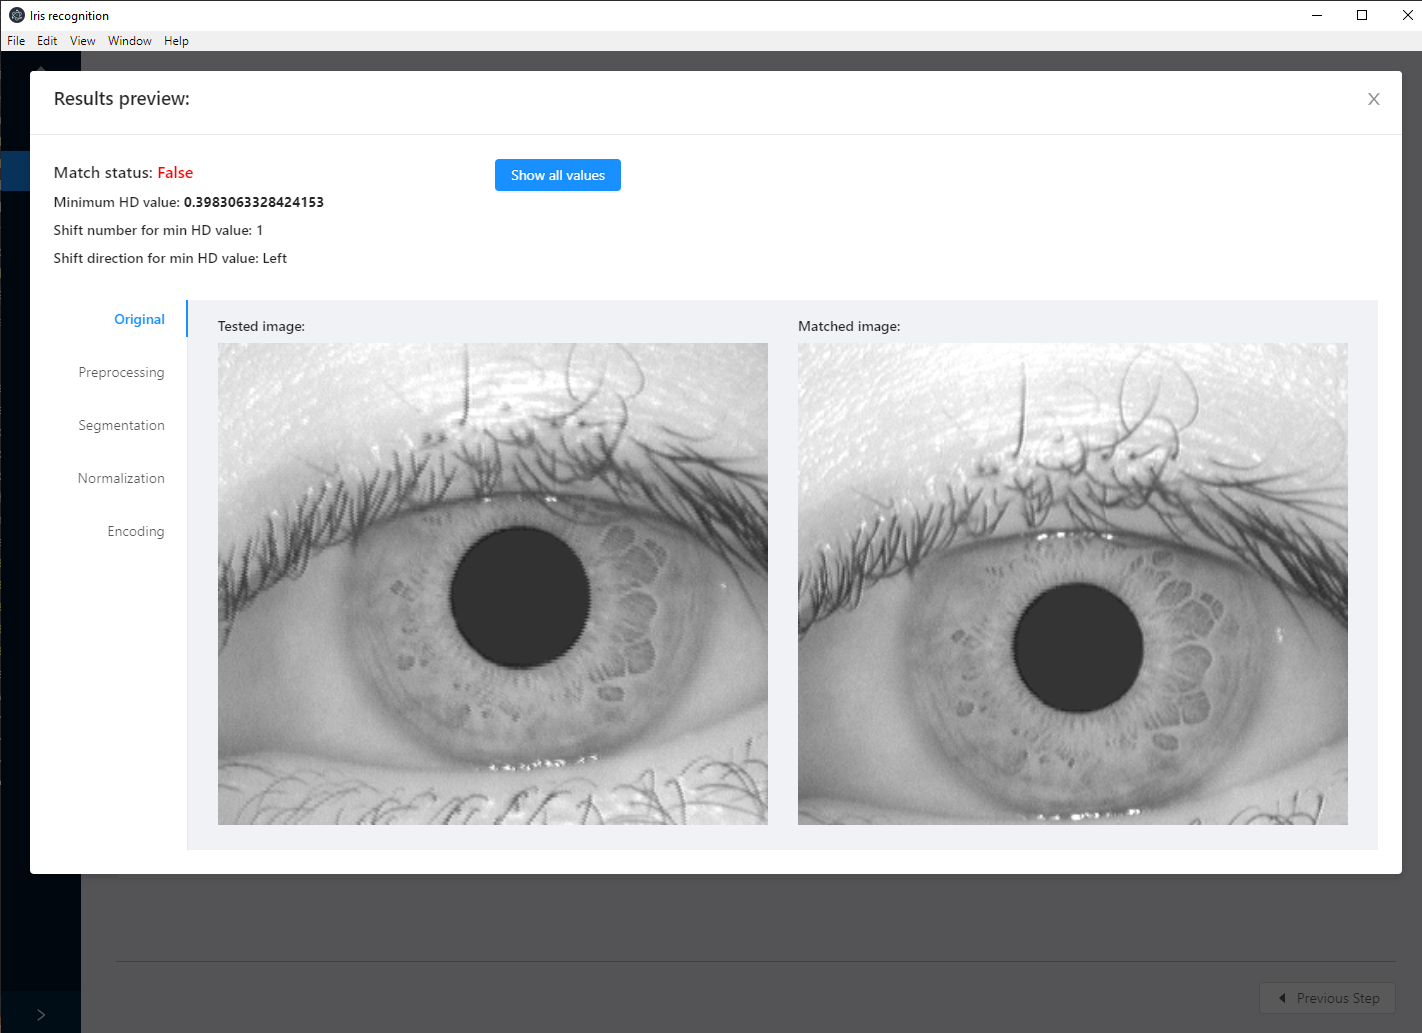 Iris recognition
File Edit View Window Help
Results preview:
Match status: False
Show all values
Minimum HD value: 0.3983063328424153
Shift number for min HD value: 1
Shift direction for min HD value: Left
Original
Preprocessing
Segmentation
Normalization
Encoding
Tested image:
Matched image:
Previous Step